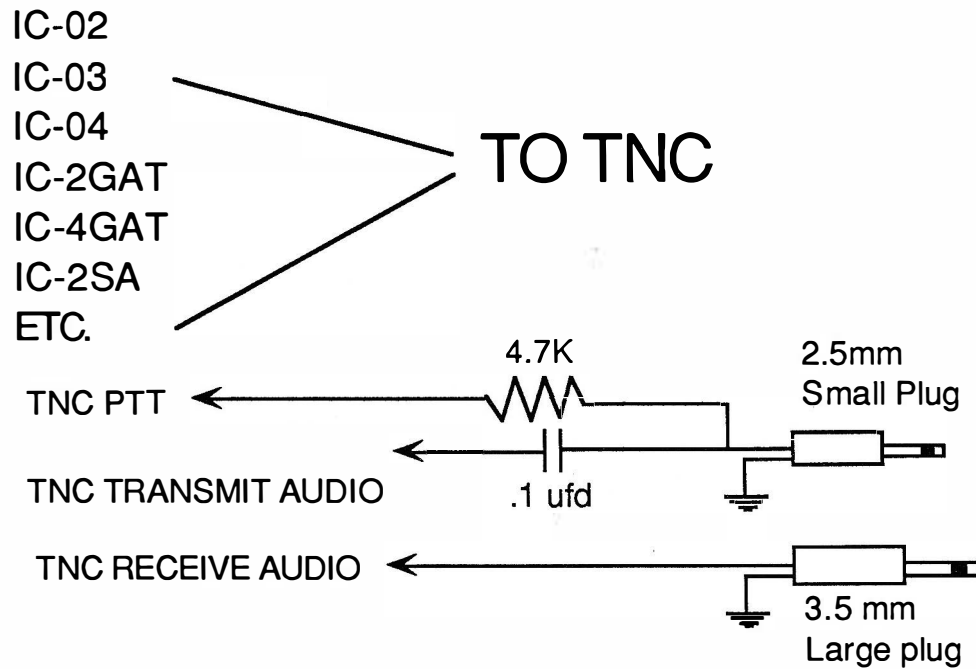 IC-02
IC-03
IC-04
IC-2GAT
IC-4GAT
IC-2SA
ETC.
TO TNC
4.7K
2.5mm
Small Plug
TNC PTT
TNC TRANSMIT AUDIO
.1 ufd
TNC RECEIVE AUDIO
3.5 mm
Large plug